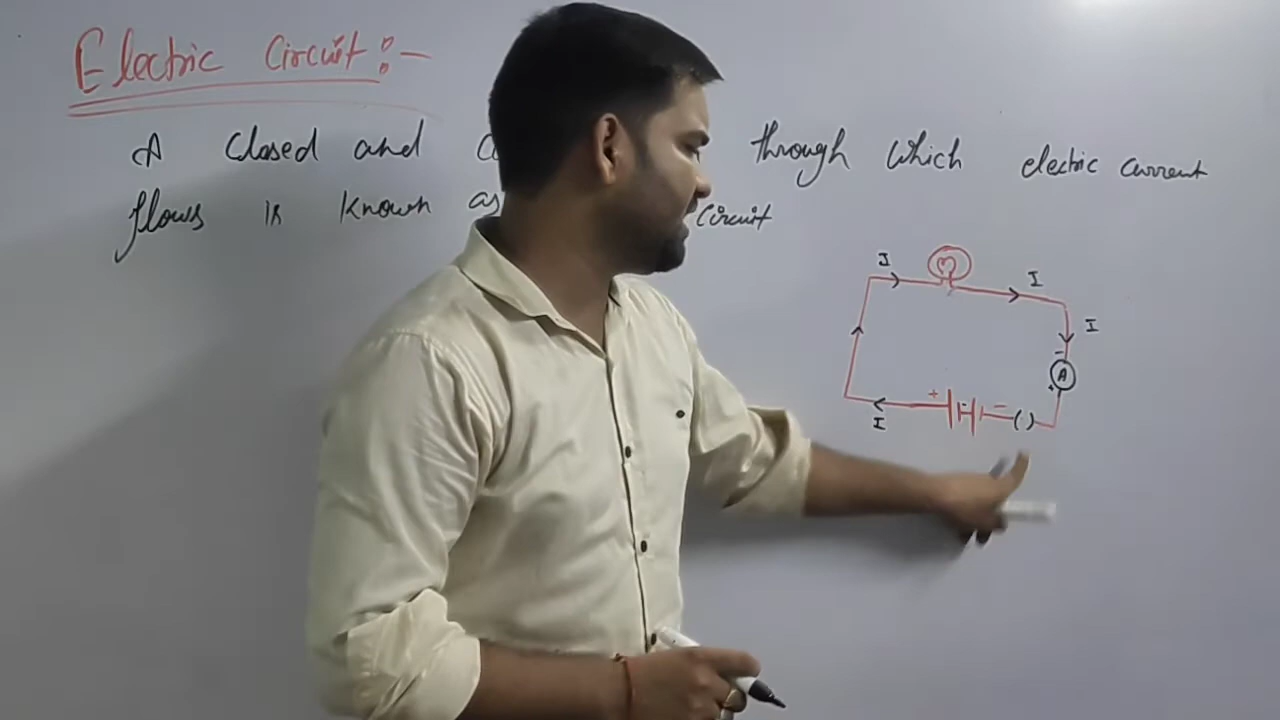 Electric Circuit :-
A closed and through which electric current
flows is known as circuit
I I
I
- 
A
+
+ -
( )
I